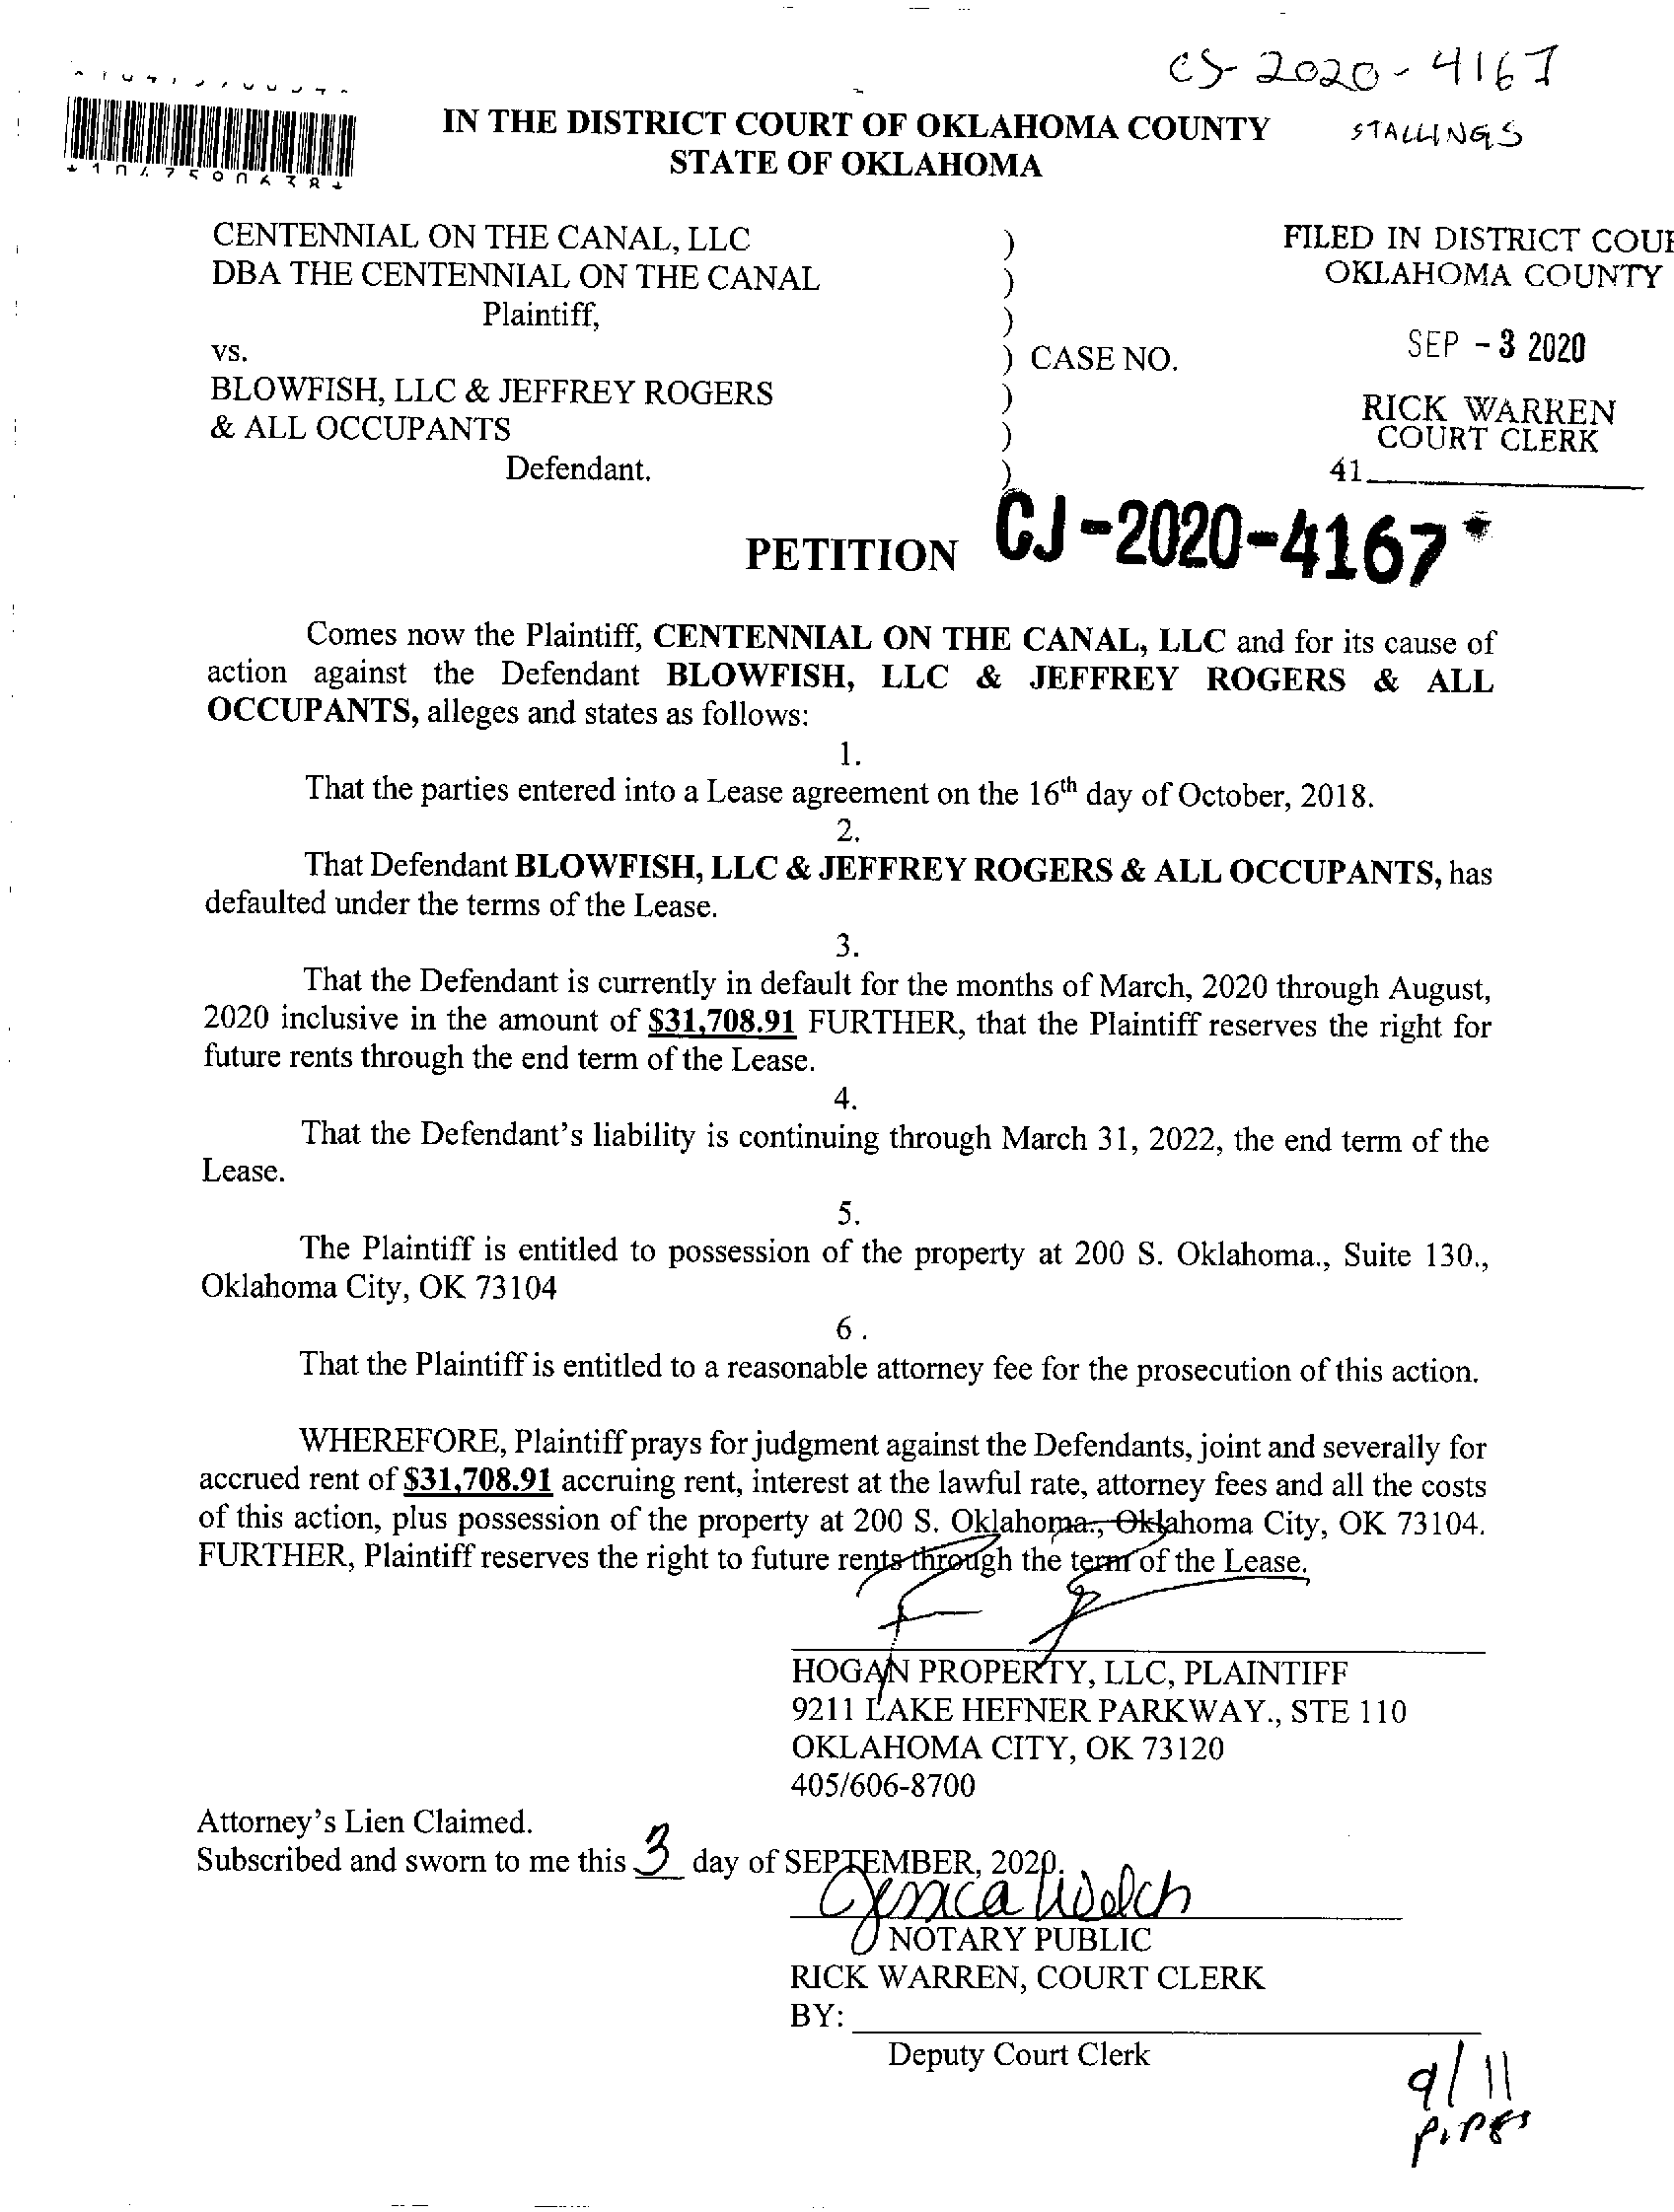 CJ-2020-4167
STALLINGS
IN THE DISTRICT COURT OF OKLAHOMA COUNTY
STATE OF OKLAHOMA
CENTENNIAL ON THE CANAL, LLC )
DBA THE CENTENNIAL ON THE CANAL )
Plaintiff, )
vs. ) CASE NO.
BLOWFISH, LLC & JEFFREY ROGERS )
& ALL OCCUPANTS )
Defendant. )
FILED IN DISTRICT COU
OKLAHOMA COUNTY
SEP - 3 2020
RICK WARREN
COURT CLERK
41
PETITION CJ-2020-4167
Comes now the Plaintiff, CENTENNIAL ON THE CANAL, LLC and for its cause of
action against the Defendant BLOWFISH, LLC & JEFFREY ROGERS & ALL
OCCUPANTS, alleges and states as follows:
1.
That the parties entered into a Lease agreement on the 16th day of October, 2018.
2.
That Defendant BLOWFISH, LLC & JEFFREY ROGERS & ALL OCCUPANTS, has
defaulted under the terms of the Lease.
3.
That the Defendant is currently in default for the months of March, 2020 through August,
2020 inclusive in the amount of $31,708.91 FURTHER, that the Plaintiff reserves the right for
future rents through the end term of the Lease.
4.
That the Defendant's liability is continuing through March 31, 2022, the end term of the
Lease.
5.
The Plaintiff is entitled to possession of the property at 200 S. Oklahoma., Suite 130.,
Oklahoma City, OK 73104
6 .
That the Plaintiff is entitled to a reasonable attorney fee for the prosecution of this action.
WHEREFORE, Plaintiff prays for judgment against the Defendants, joint and severally for
accrued rent of $31,708.91 accruing rent, interest at the lawful rate, attorney fees and all the costs
of this action, plus possession of the property at 200 S. Oklahoma., Oklahoma City, OK 73104.
FURTHER, Plaintiff reserves the right to future rents through the term of the Lease.
HOGAN PROPERTY, LLC, PLAINTIFF
9211 LAKE HEFNER PARKWAY., STE 110
OKLAHOMA CITY, OK 73120
405/606-8700
Attorney's Lien Claimed.
Subscribed and sworn to me this 3 day of SEPTEMBER, 2020.
Jessica Welch
NOTARY PUBLIC
RICK WARREN, COURT CLERK
BY:
Deputy Court Clerk
9/11